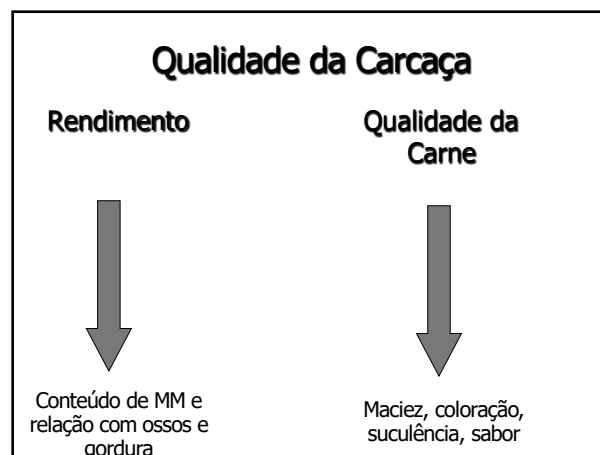 Qualidade da Carcaça
Rendimento
Qualidade da
Carne
Conteúdo de MM e
relação com ossos e
gordura
Maciez, coloração,
suculência, sabor